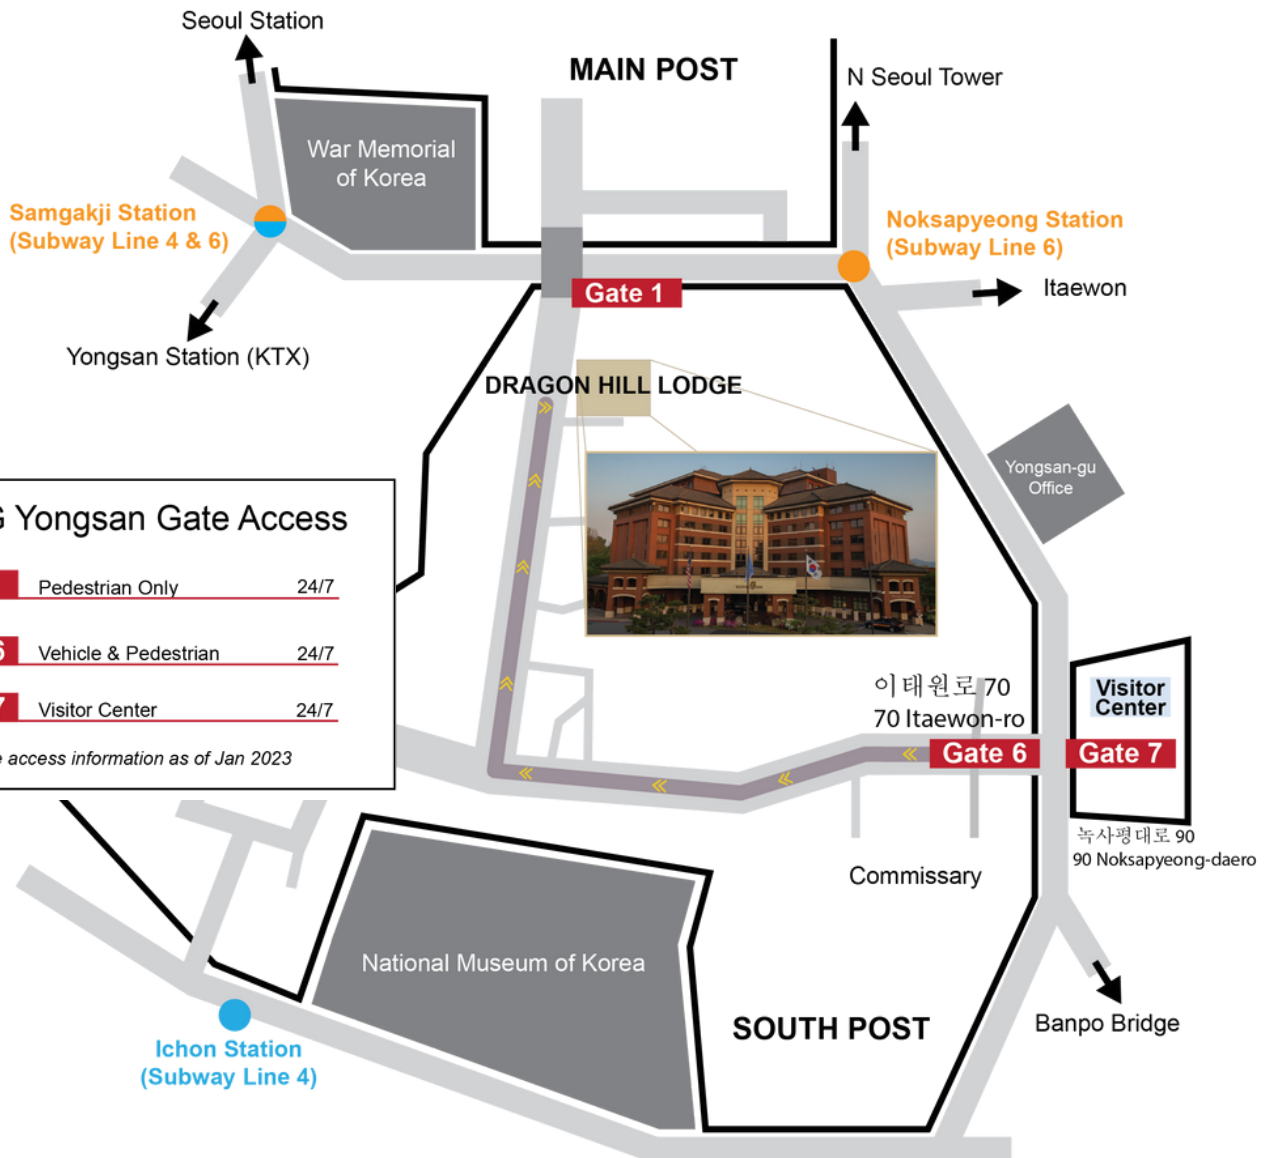 Seoul Station
MAIN POST
N Seoul Tower
War Memorial
of Korea
Samgakji Station
(Subway Line 4 & 6)
Noksapyeong Station
(Subway Line 6)
Gate 1
Itaewon
Yongsan Station (KTX)
DRAGON HILL LODGE
Yongsan-gu
Office
Yongsan Gate Access
Pedestrian Only 24/7
6 Vehicle & Pedestrian 24/7
7 Visitor Center 24/7
access information as of Jan 2023
이태원로 70
70 Itaewon-ro
Visitor
Center
Gate 6
Gate 7
녹사평대로 90
90 Noksapyeong-daero
Commissary
National Museum of Korea
SOUTH POST
Banpo Bridge
Ichon Station
(Subway Line 4)